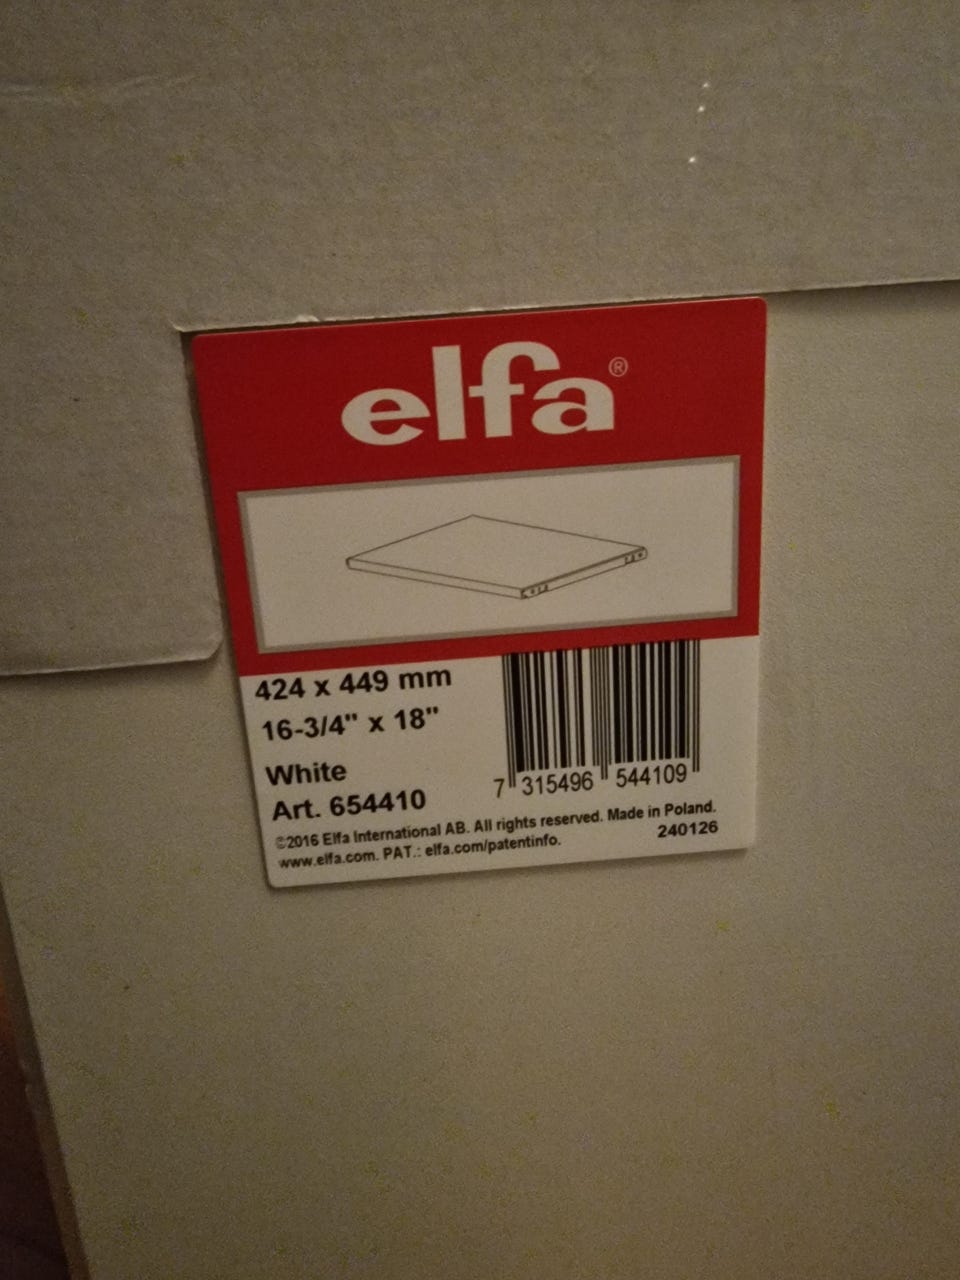 elfa®
424 x 449 mm
16-3/4" x 18"
White
Art. 654410
7 315496 544109
©2016 Elfa International AB. All rights reserved. Made in Poland.
www.elfa.com. PAT.: elfa.com/patentinfo. 240126